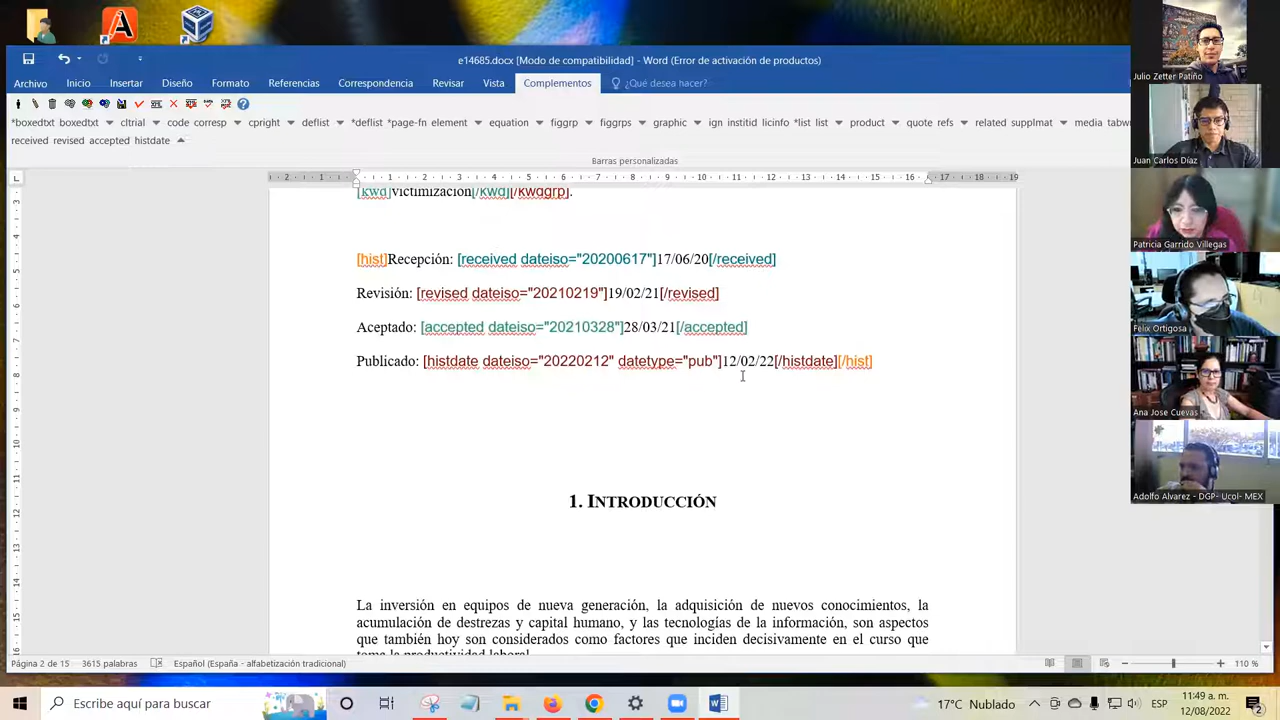 e14685.docx [Modo de compatibilidad] - Word (Error de activación de productos)
Archivo Inicio Insertar Diseño Formato Referencias Correspondencia Revisar Vista Complementos ¿Qué desea hacer?
*boxedtxt boxedtxt cltrial code corresp cpright deflist *deflist *page-fn element equation figgrp figgrps graphic ign institid licinfo *list list product quote refs related supplmat media tabw
received revised accepted histdate
Barras personalizadas
[kwd]victimización[/kwd][/kwdgrp].
[hist]Recepción: [received dateiso="20200617"]17/06/20[/received]
Revisión: [revised dateiso="20210219"]19/02/21[/revised]
Aceptado: [accepted dateiso="20210328"]28/03/21[/accepted]
Publicado: [histdate dateiso="20220212" datetype="pub"]12/02/22[/histdate][/hist]
1. INTRODUCCIÓN
La inversión en equipos de nueva generación, la adquisición de nuevos conocimientos, la
acumulación de destrezas y capital humano, y las tecnologías de la información, son aspectos
que también hoy son considerados como factores que inciden decisivamente en el curso que
toma la productividad laboral
Página 2 de 15 3615 palabras Español (España - alfabetización tradicional) 110 %
Escribe aquí para buscar
17°C Nublado ESP
11:49 a. m.
12/08/2022
2
Julio Zetter Patiño
Juan Carlos Díaz
Patricia Garrido Villegas
Félix Ortigosa
Ana Jose Cuevas
Adolfo Alvarez - DGP- Ucol- MEX